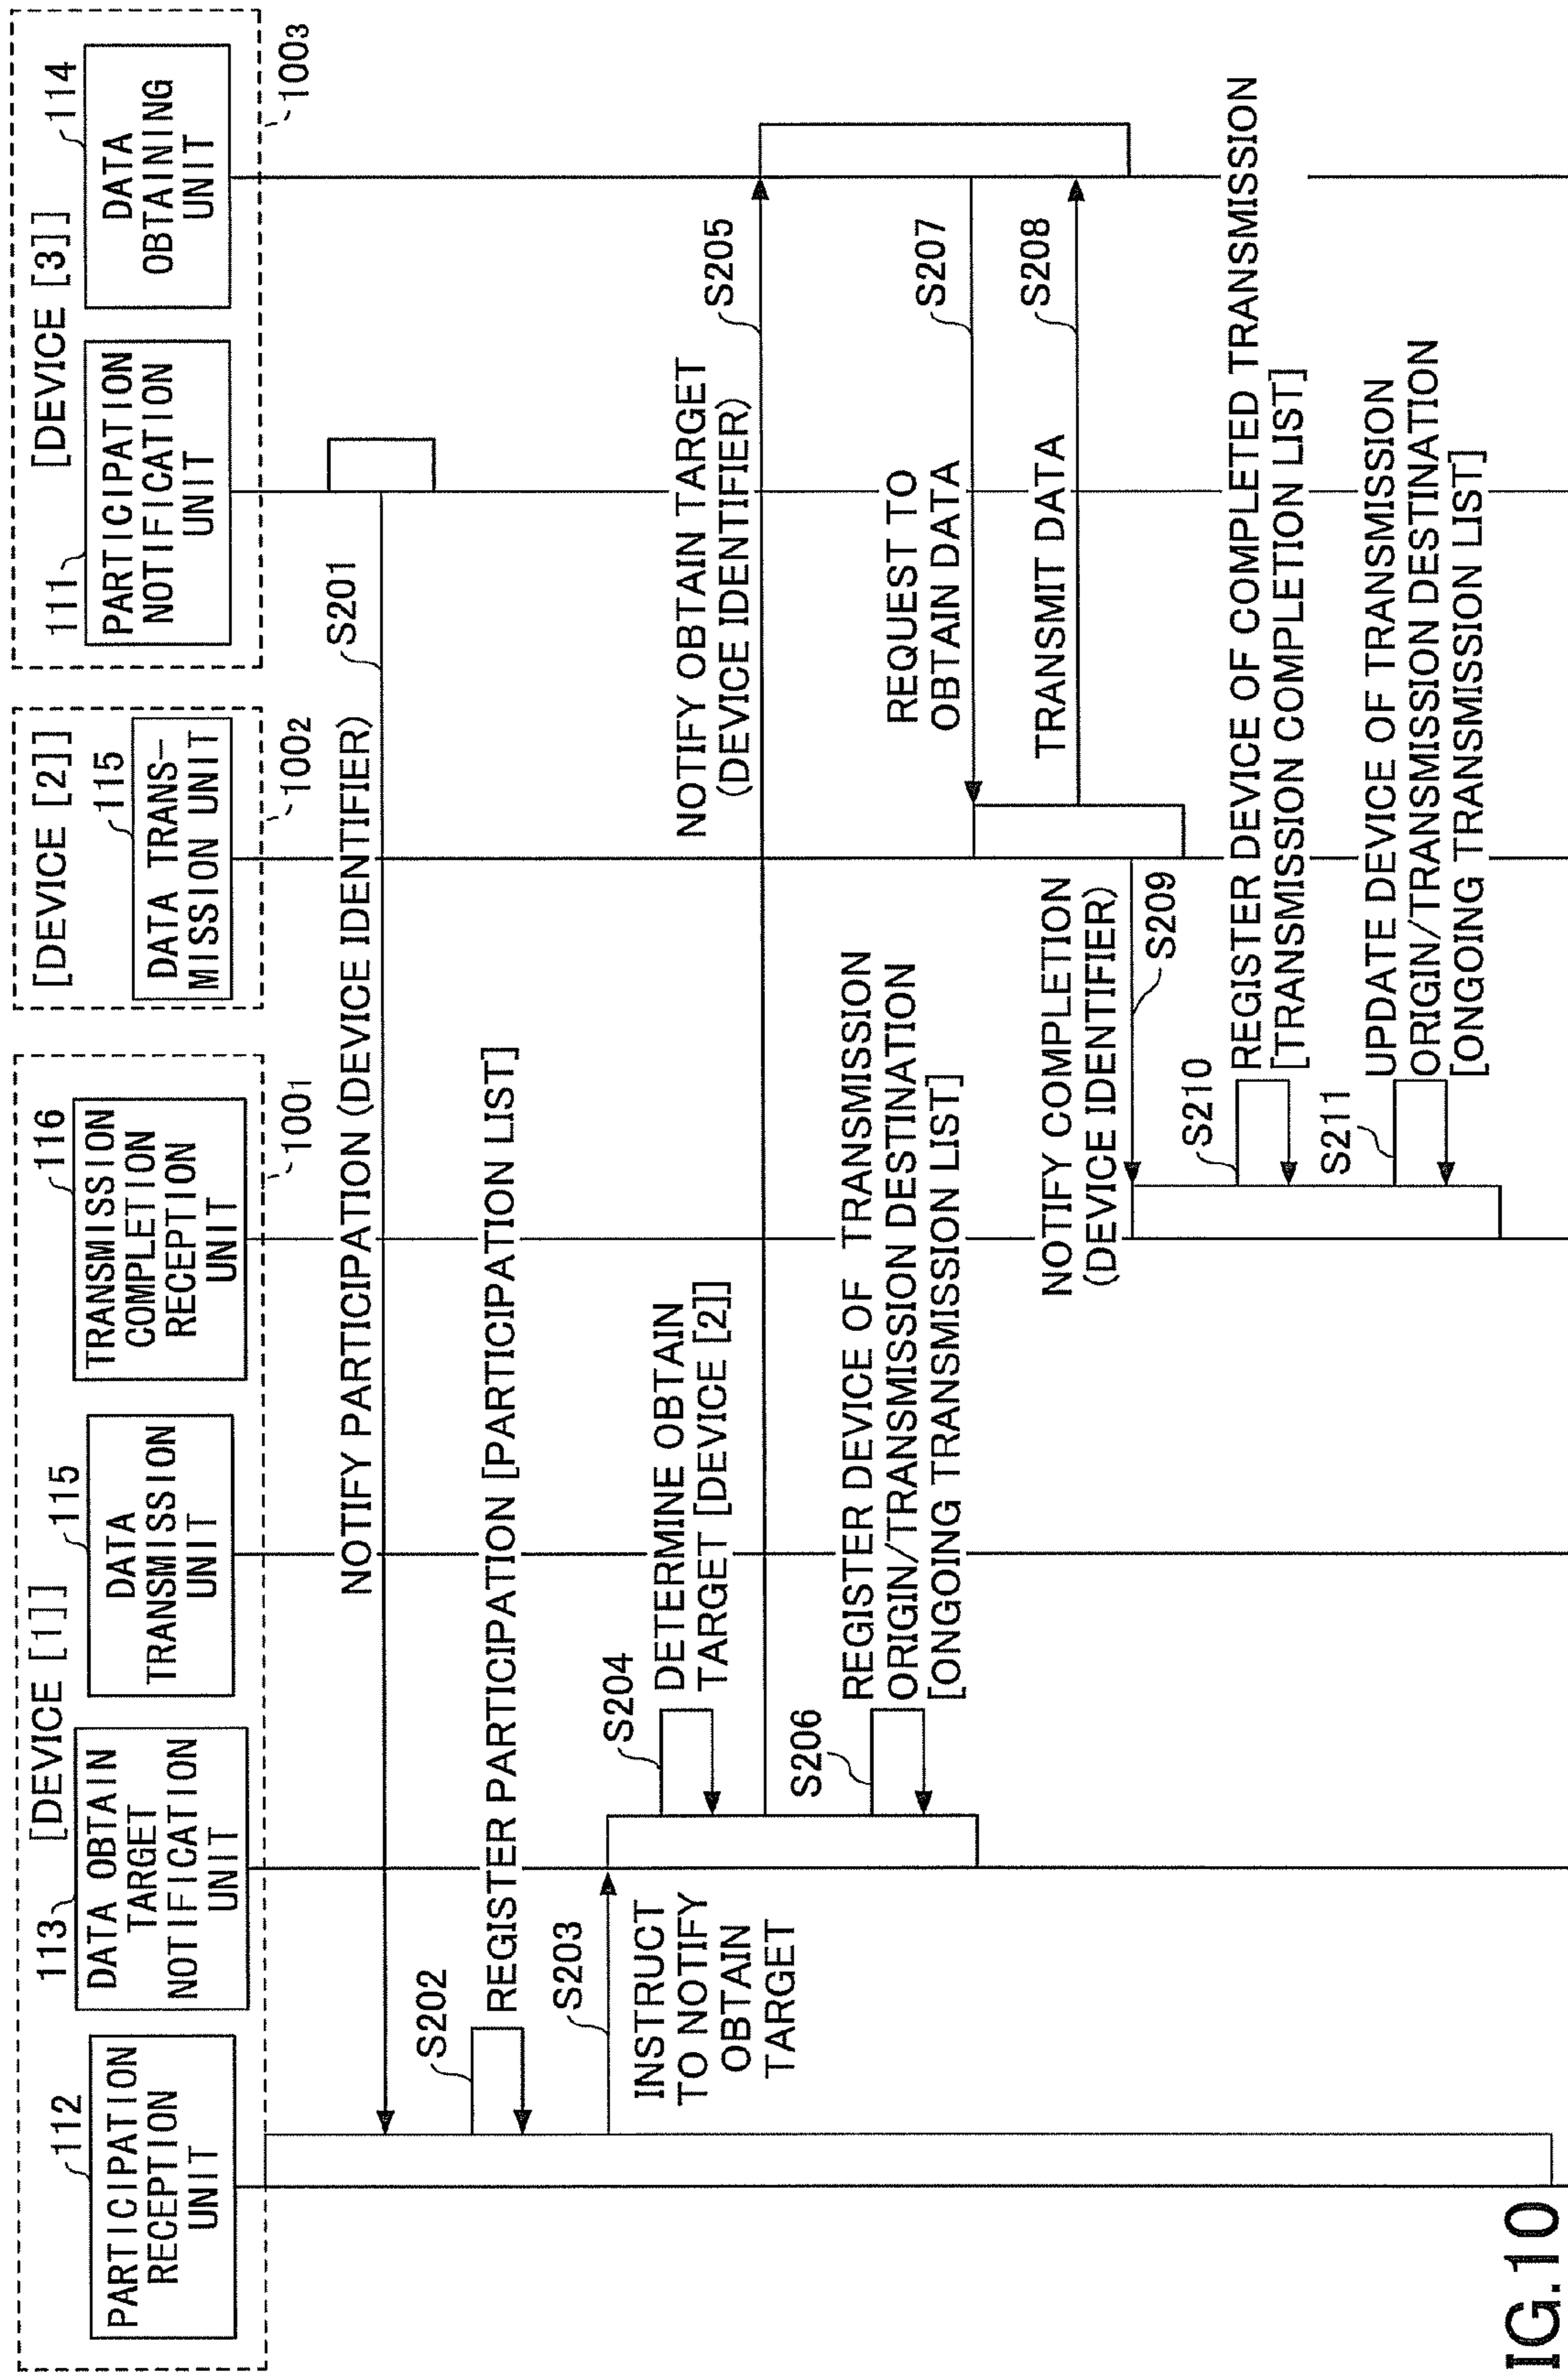 [DEVICE [1]]
112
PARTICIPATION
RECEPTION
UNIT
113
DATA OBTAIN
TARGET
NOTIFICATION
UNIT
115
DATA
TRANSMISSION
UNIT
116
TRANSMISSION
COMPLETION
RECEPTION
UNIT
1001
[DEVICE [2]]
115
DATA TRANS-
MISSION UNIT
1002
[DEVICE [3]]
111
PARTICIPATION
NOTIFICATION
UNIT
114
DATA
OBTAINING
UNIT
1003
NOTIFY PARTICIPATION (DEVICE IDENTIFIER)
S201
S202
REGISTER PARTICIPATION [PARTICIPATION LIST]
S203
INSTRUCT
TO NOTIFY
OBTAIN
TARGET
S204
DETERMINE OBTAIN
TARGET [DEVICE [2]]
NOTIFY OBTAIN TARGET
(DEVICE IDENTIFIER)
S205
S206
REGISTER DEVICE OF TRANSMISSION
ORIGIN/TRANSMISSION DESTINATION
[ONGOING TRANSMISSION LIST]
REQUEST TO
OBTAIN DATA
S207
TRANSMIT DATA
S208
NOTIFY COMPLETION
(DEVICE IDENTIFIER)
S209
S210
REGISTER DEVICE OF COMPLETED TRANSMISSION
[TRANSMISSION COMPLETION LIST]
S211
UPDATE DEVICE OF TRANSMISSION
ORIGIN/TRANSMISSION DESTINATION
[ONGOING TRANSMISSION LIST]
IG.10